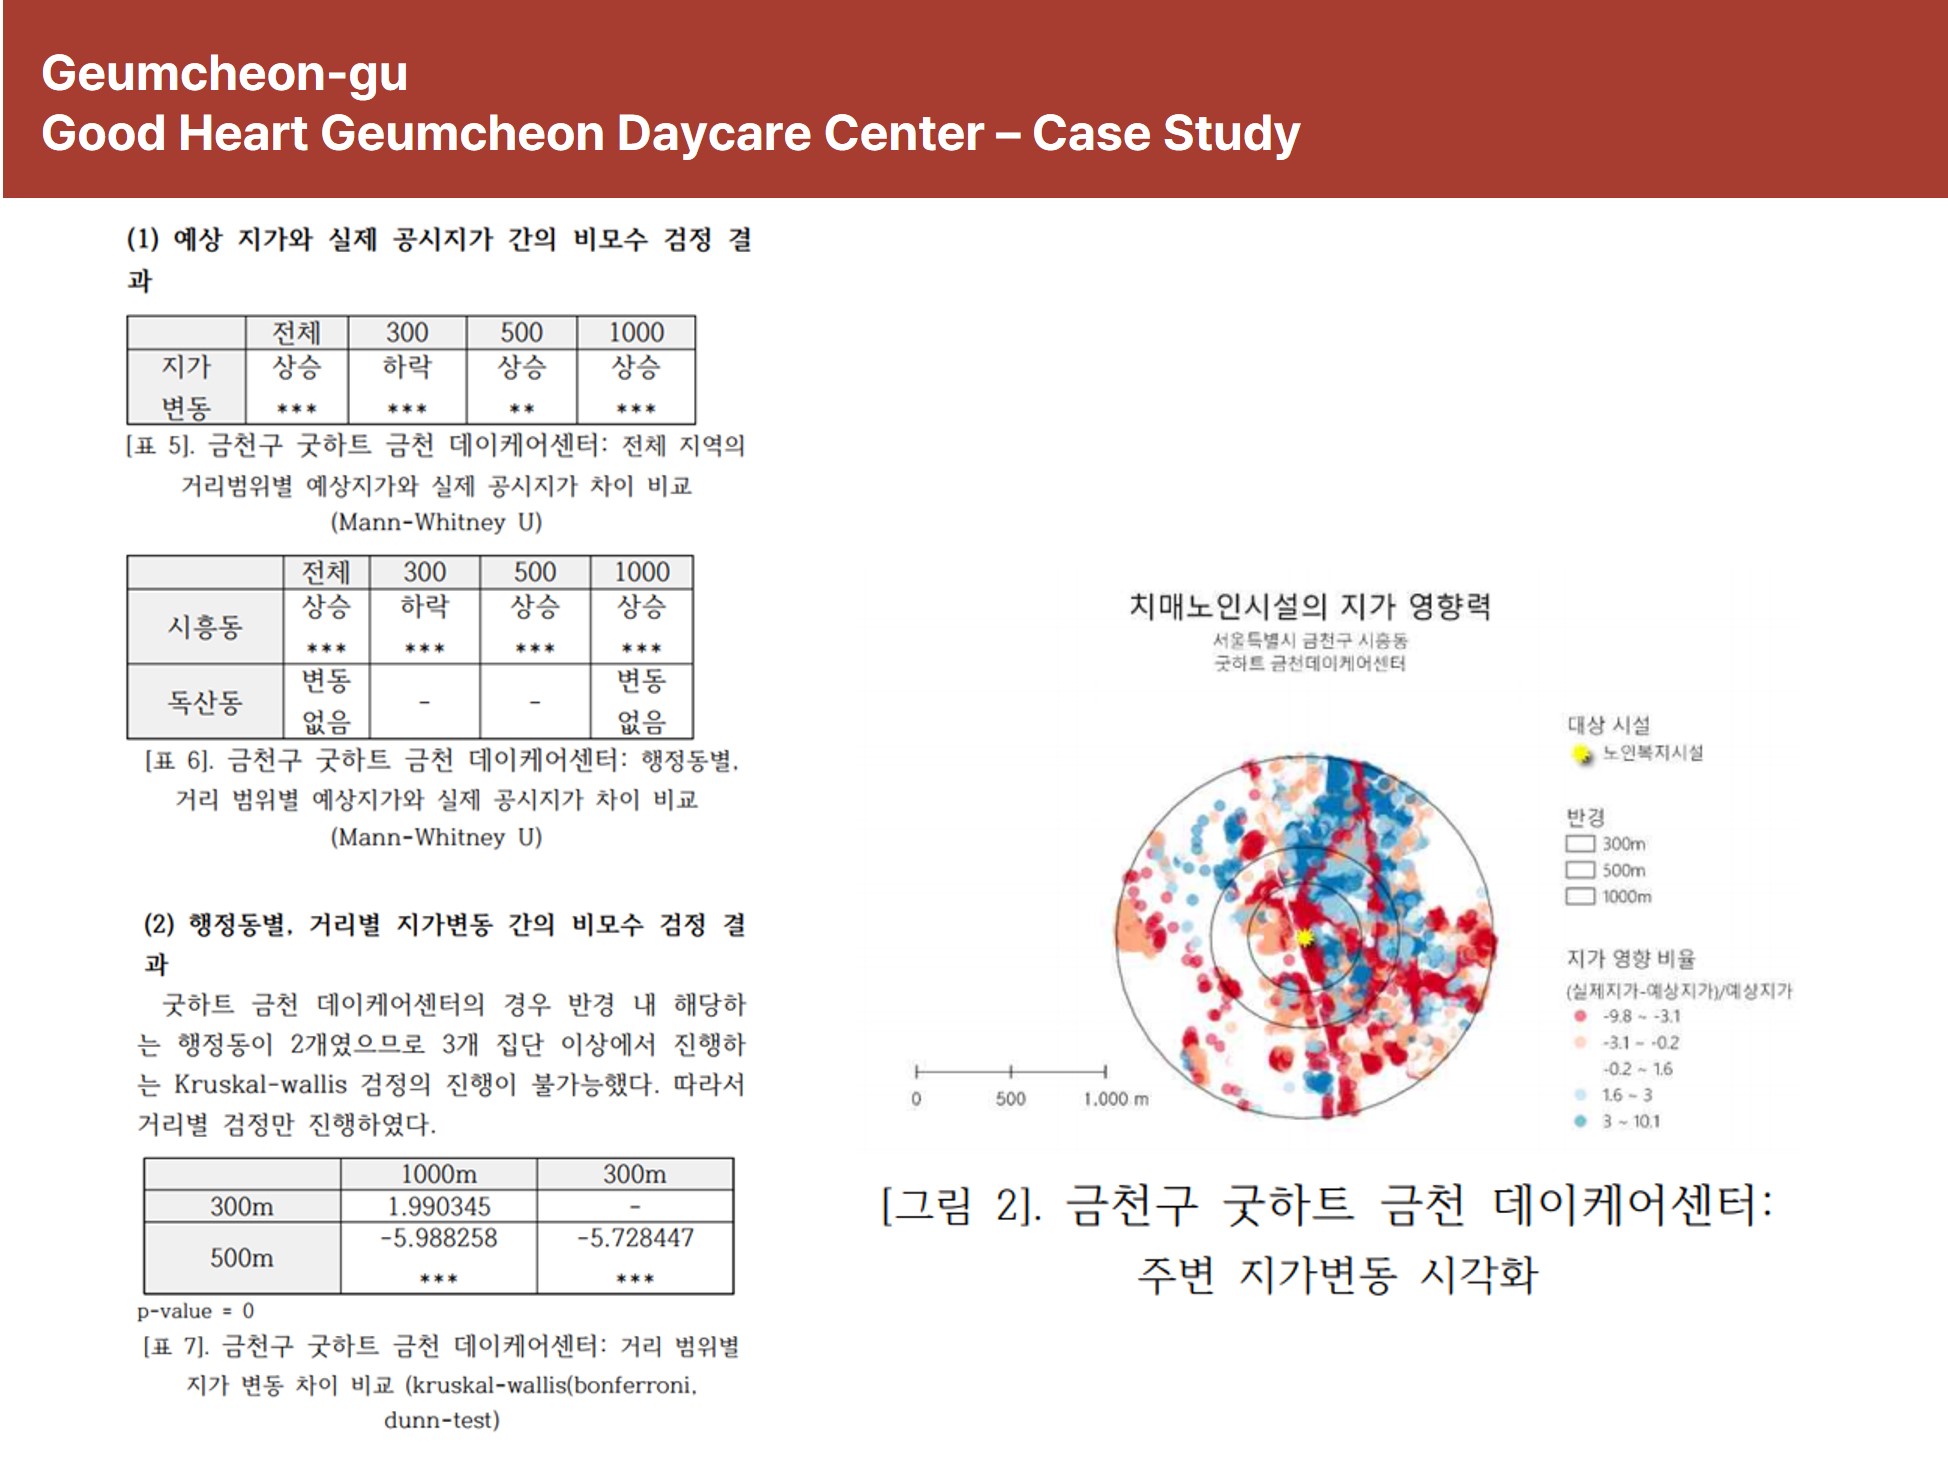 Geumcheon-gu
Good Heart Geumcheon Daycare Center – Case Study
(1) 예상 지가와 실제 공시지가 간의 비모수 검정 결
과
전체 300 500 1000
지가 상승 하락 상승 상승
변동 *** *** ** ***
[표 5]. 금천구 굿하트 금천 데이케어센터: 전체 지역의
거리범위별 예상지가와 실제 공시지가 차이 비교
(Mann-Whitney U)
전체 300 500 1000
시흥동 상승 하락 상승 상승
*** *** *** ***
독산동 변동 없음 - - 변동 없음
[표 6]. 금천구 굿하트 금천 데이케어센터: 행정동별,
거리 범위별 예상지가와 실제 공시지가 차이 비교
(Mann-Whitney U)
(2) 행정동별, 거리별 지가변동 간의 비모수 검정 결
과
굿하트 금천 데이케어센터의 경우 반경 내 해당하
는 행정동이 2개였으므로 3개 집단 이상에서 진행하
는 Kruskal-wallis 검정의 진행이 불가능했다. 따라서
거리별 검정만 진행하였다.
1000m 300m
300m 1.990345 -
500m -5.988258 -5.728447
*** ***
p-value = 0
[표 7]. 금천구 굿하트 금천 데이케어센터: 거리 범위별
지가 변동 차이 비교 (kruskal-wallis(bonferroni,
dunn-test)
치매노인시설의 지가 영향력
서울특별시 금천구 시흥동
굿하트 금천데이케어센터
대상 시설
노인복지시설
반경
300m
500m
1000m
지가 영향 비율
(실제지가-예상지가)/예상지가
-9.8 ~ -3.1
-3.1 ~ -0.2
-0.2 ~ 1.6
1.6 ~ 3
3 ~ 10.1
0 500 1,000 m
[그림 2]. 금천구 굿하트 금천 데이케어센터:
주변 지가변동 시각화